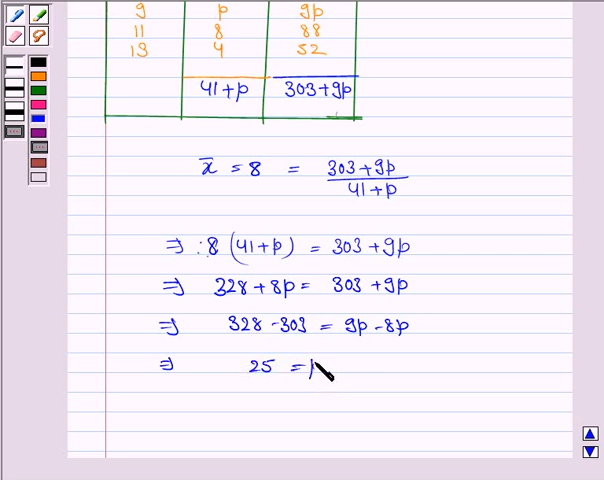 9 p 9p
11 8 88
13 4 52
41+p 303+9p
x̄ = 8 = 303+9p / 41+p
⇒ : 8 (41+p) = 303+9p
⇒ 328+8p = 303+9p
⇒ 328-303 = 9p-8p
⇒ 25 = p